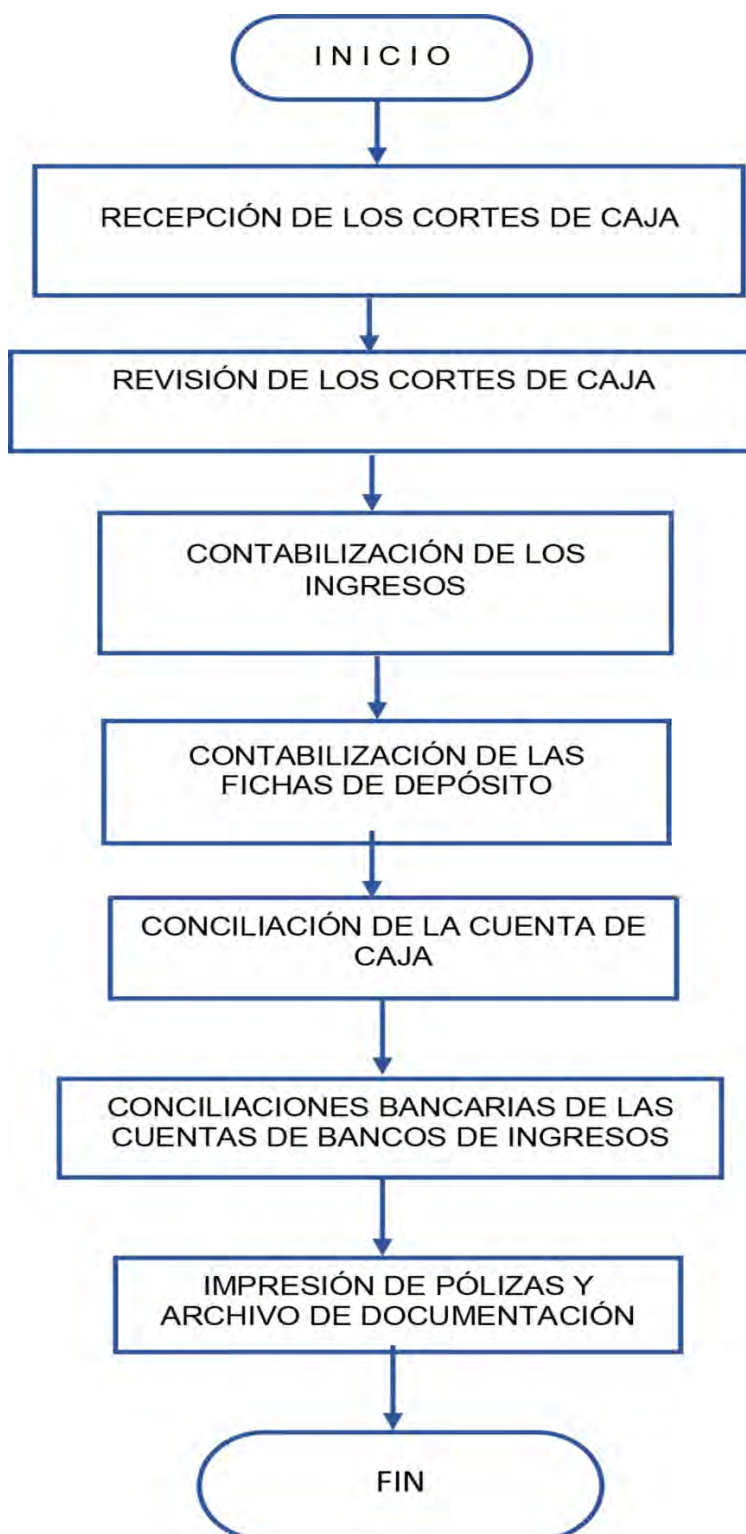 I N I C I O
RECEPCIÓN DE LOS CORTES DE CAJA
REVISIÓN DE LOS CORTES DE CAJA
CONTABILIZACIÓN DE LOS
INGRESOS
CONTABILIZACIÓN DE LAS
FICHAS DE DEPÓSITO
CONCILIACIÓN DE LA CUENTA DE
CAJA
CONCILIACIONES BANCARIAS DE LAS
CUENTAS DE BANCOS DE INGRESOS
IMPRESIÓN DE PÓLIZAS Y
ARCHIVO DE DOCUMENTACIÓN
FIN